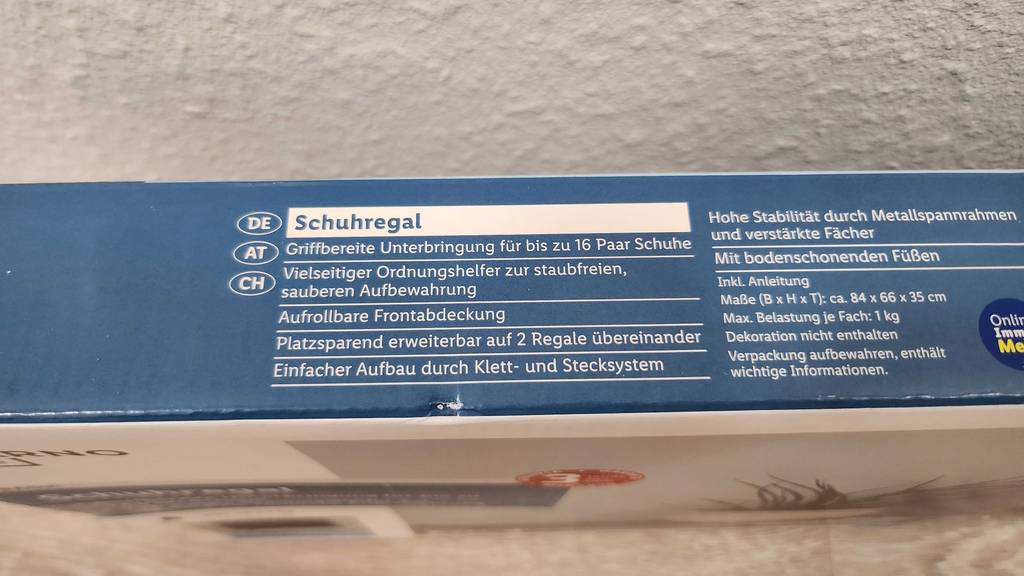 DE
AT
CH
Schuhregal
Griffbereite Unterbringung für bis zu 16 Paar Schuhe
Vielseitiger Ordnungshelfer zur staubfreien,
sauberen Aufbewahrung
Aufrollbare Frontabdeckung
Platzsparend erweiterbar auf 2 Regale übereinander
Einfacher Aufbau durch Klett- und Stecksystem
Hohe Stabilität durch Metallspannrahmen
und verstärkte Fächer
Mit bodenschonenden Füßen
Inkl. Anleitung
Maße (B x H x T): ca. 84 x 66 x 35 cm
Max. Belastung je Fach: 1 kg
Dekoration nicht enthalten
Verpackung aufbewahren, enthält
wichtige Informationen.
3